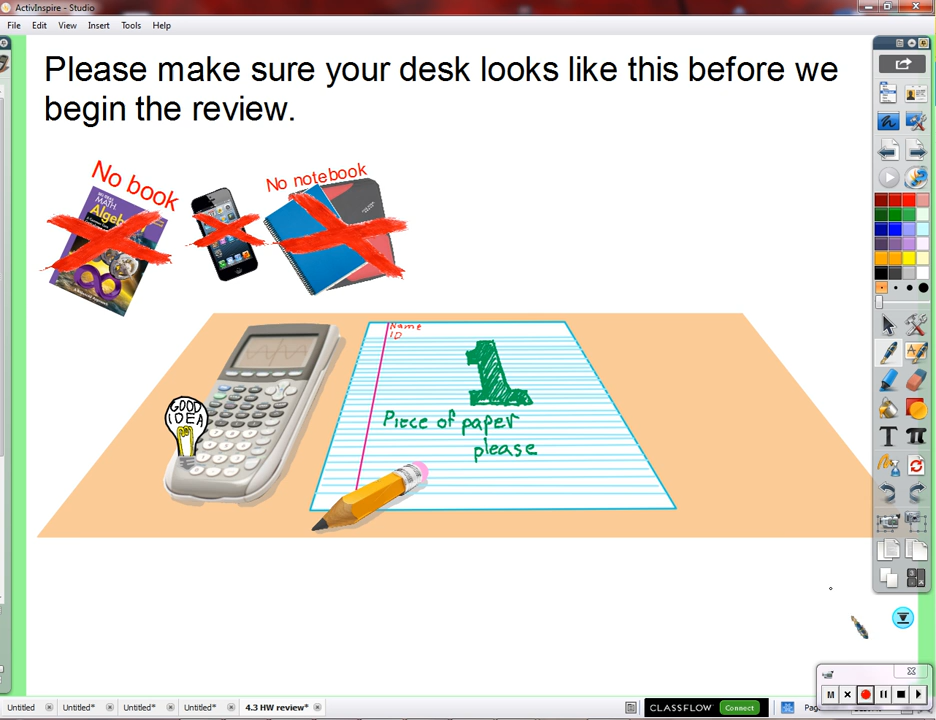 ActivInspire - Studio
File Edit View Insert Tools Help
Please make sure your desk looks like this before we
begin the review.
No book
No notebook
MATH
Algeb
Name
ID
GOOD
IDEA
1
Piece of paper
please
T π
M
Untitled Untitled* Untitled* Untitled* 4.3 HW review* CLASSFLOW Connect